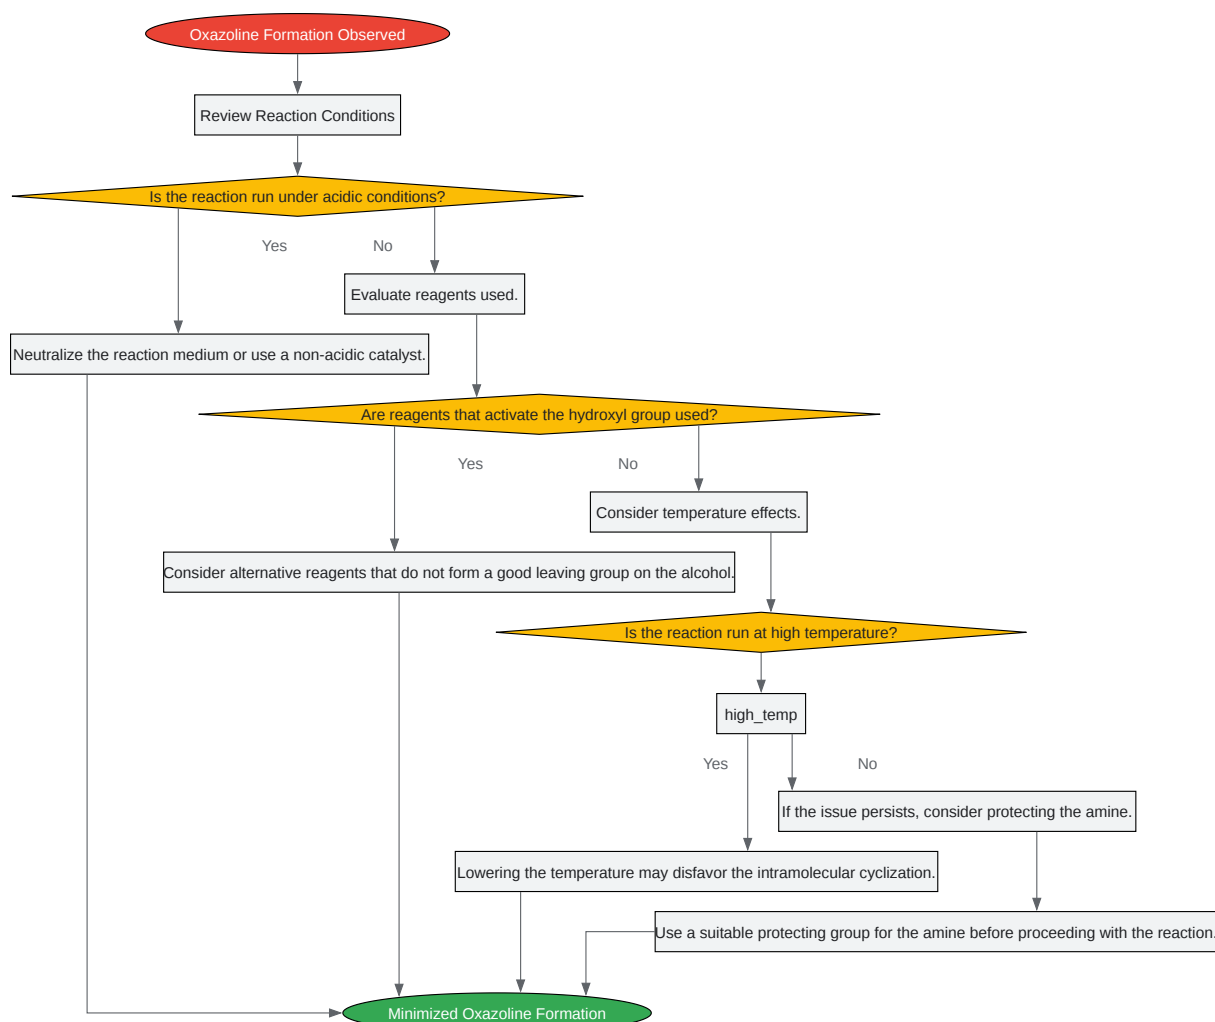 Oxazoline Formation Observed
Review Reaction Conditions
Is the reaction run under acidic conditions?
Yes
No
Evaluate reagents used.
Neutralize the reaction medium or use a non-acidic catalyst.
Are reagents that activate the hydroxyl group used?
Yes
No
Consider temperature effects.
Consider alternative reagents that do not form a good leaving group on the alcohol.
Is the reaction run at high temperature?
high_temp
Yes
No
If the issue persists, consider protecting the amine.
Lowering the temperature may disfavor the intramolecular cyclization.
Use a suitable protecting group for the amine before proceeding with the reaction.
Minimized Oxazoline Formation